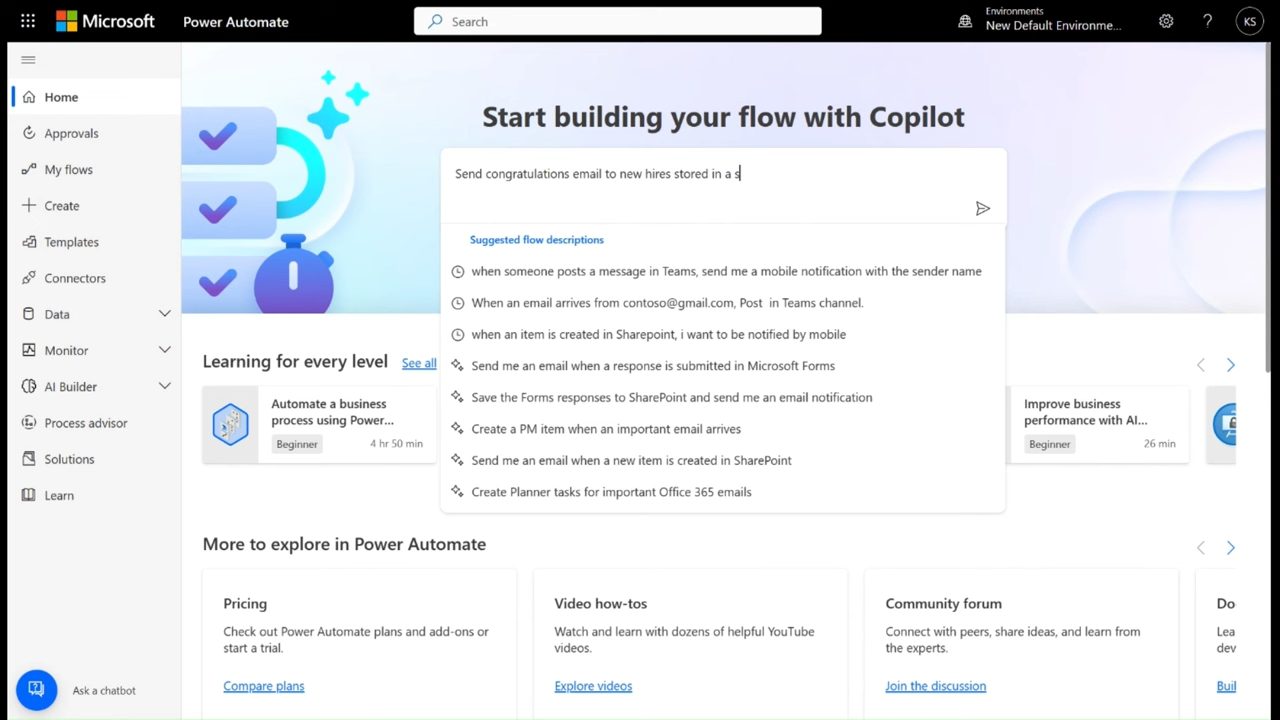 Microsoft
Power Automate
Search
Environments
New Default Environme...
?
KS
Home
Approvals
My flows
Create
Templates
Connectors
Data
Monitor
AI Builder
Process advisor
Solutions
Learn
Ask a chatbot
Start building your flow with Copilot
Send congratulations email to new hires stored in a s
Suggested flow descriptions
when someone posts a message in Teams, send me a mobile notification with the sender name
When an email arrives from contoso@gmail.com, Post in Teams channel.
when an item is created in Sharepoint, i want to be notified by mobile
Send me an email when a response is submitted in Microsoft Forms
Save the Forms responses to SharePoint and send me an email notification
Create a PM item when an important email arrives
Send me an email when a new item is created in SharePoint
Create Planner tasks for important Office 365 emails
Learning for every level
See all
Automate a business
process using Power...
Beginner
4 hr 50 min
Improve business
performance with AI...
Beginner
26 min
More to explore in Power Automate
Pricing
Check out Power Automate plans and add-ons or
start a trial.
Compare plans
Video how-tos
Watch and learn with dozens of helpful YouTube
videos.
Explore videos
Community forum
Connect with peers, share ideas, and learn from
the experts.
Join the discussion
Do
Lea
dev
Buil